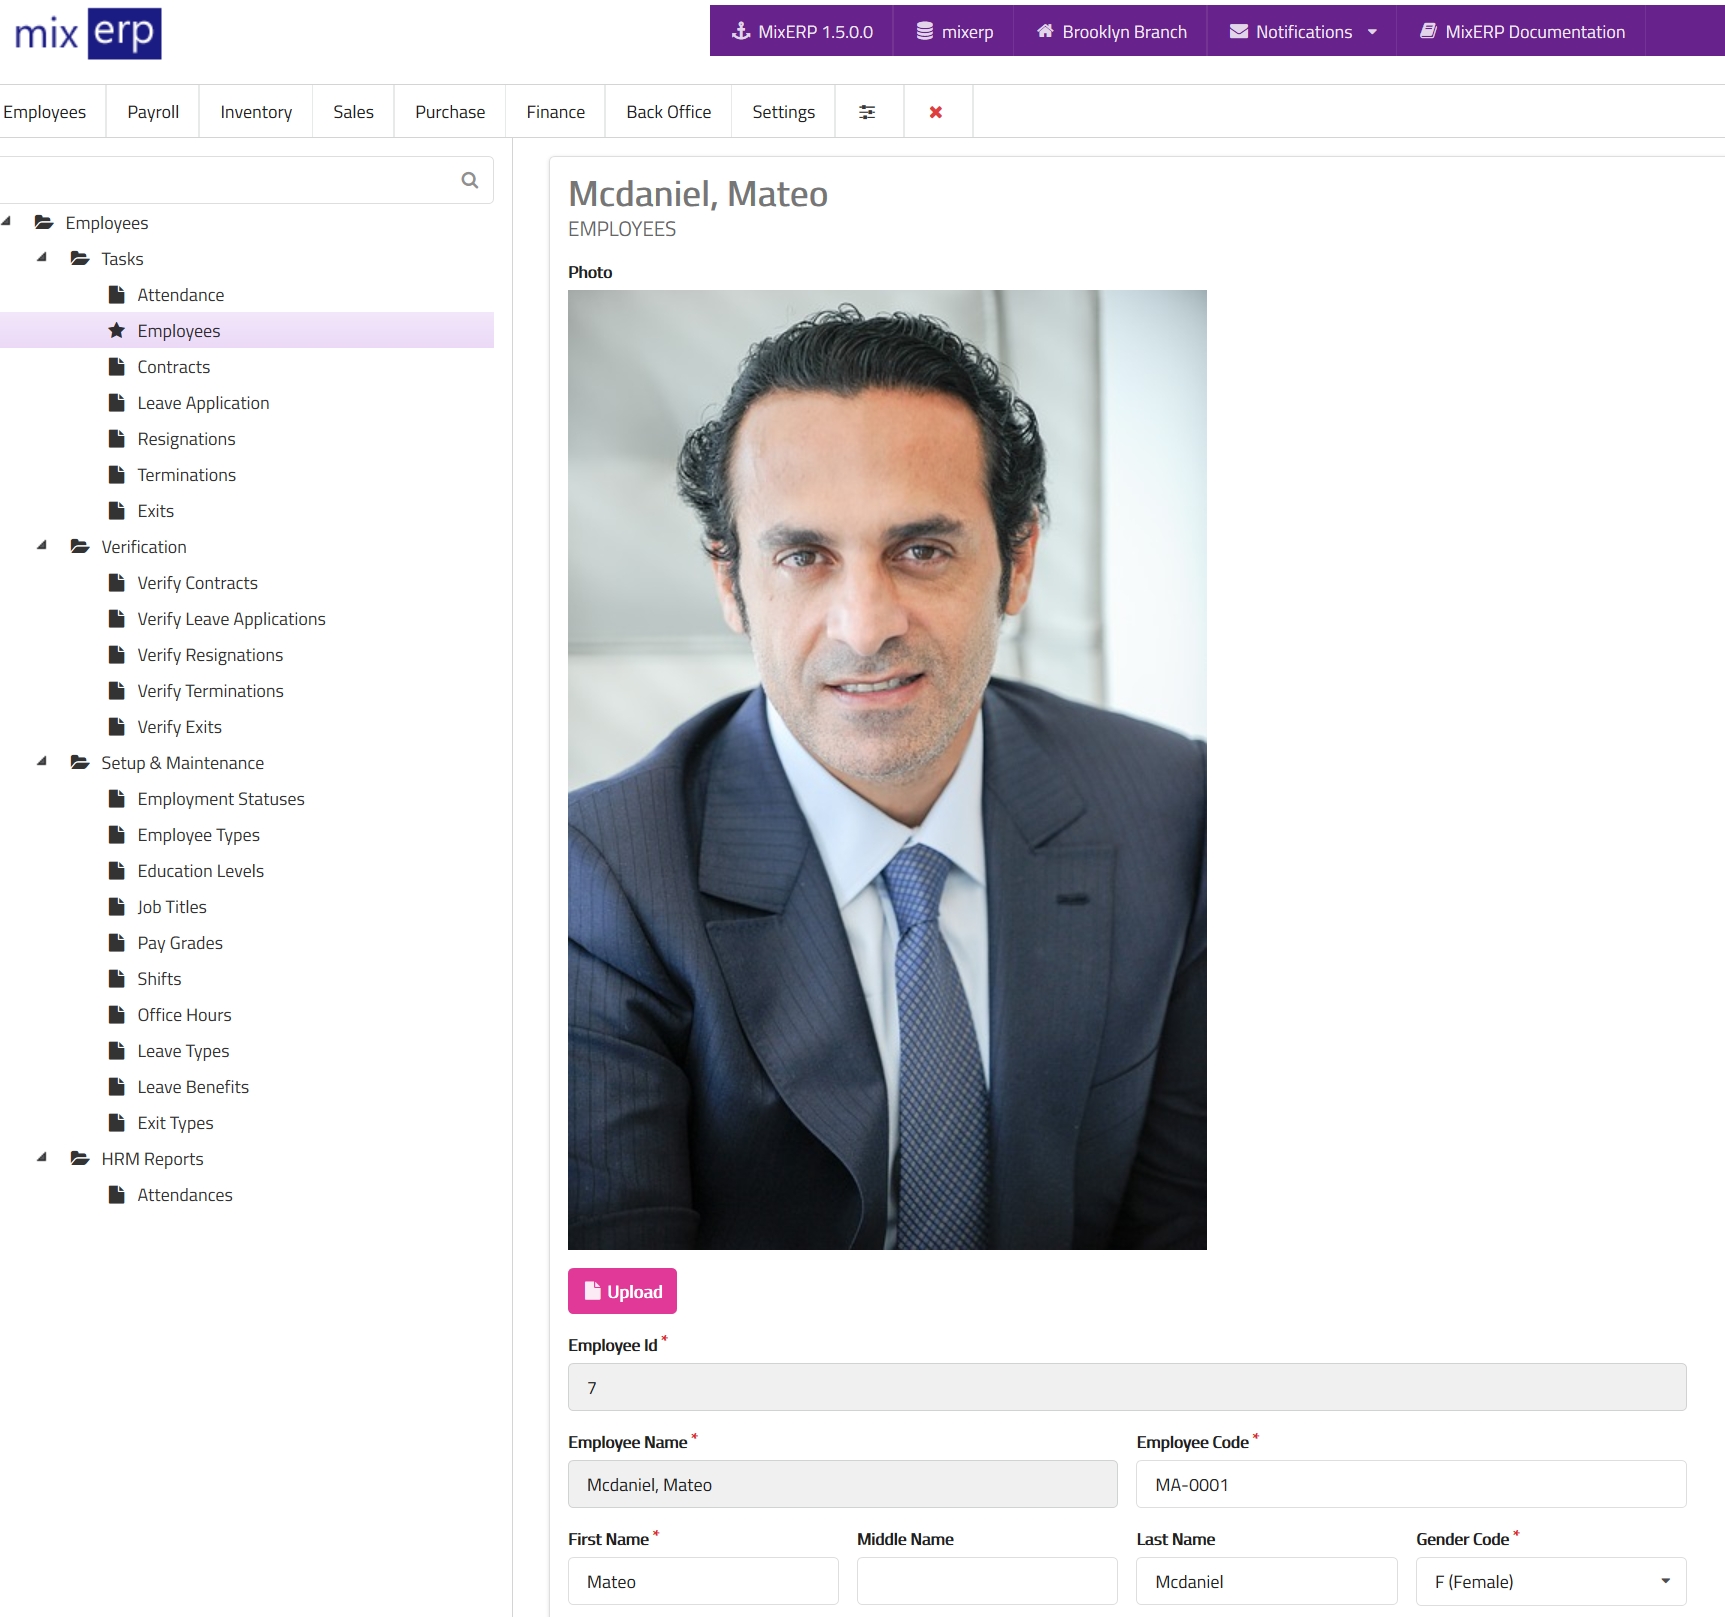 mix erp
MixERP 1.5.0.0 mixerp Brooklyn Branch Notifications MixERP Documentation
Employees Payroll Inventory Sales Purchase Finance Back Office Settings
Employees
Tasks
Attendance
Employees
Contracts
Leave Application
Resignations
Terminations
Exits
Verification
Verify Contracts
Verify Leave Applications
Verify Resignations
Verify Terminations
Verify Exits
Setup & Maintenance
Employment Statuses
Employee Types
Education Levels
Job Titles
Pay Grades
Shifts
Office Hours
Leave Types
Leave Benefits
Exit Types
HRM Reports
Attendances
Mcdaniel, Mateo
EMPLOYEES
Photo
Upload
Employee Id *
7
Employee Name * Employee Code *
Mcdaniel, Mateo MA-0001
First Name * Middle Name Last Name Gender Code *
Mateo Mcdaniel F (Female)